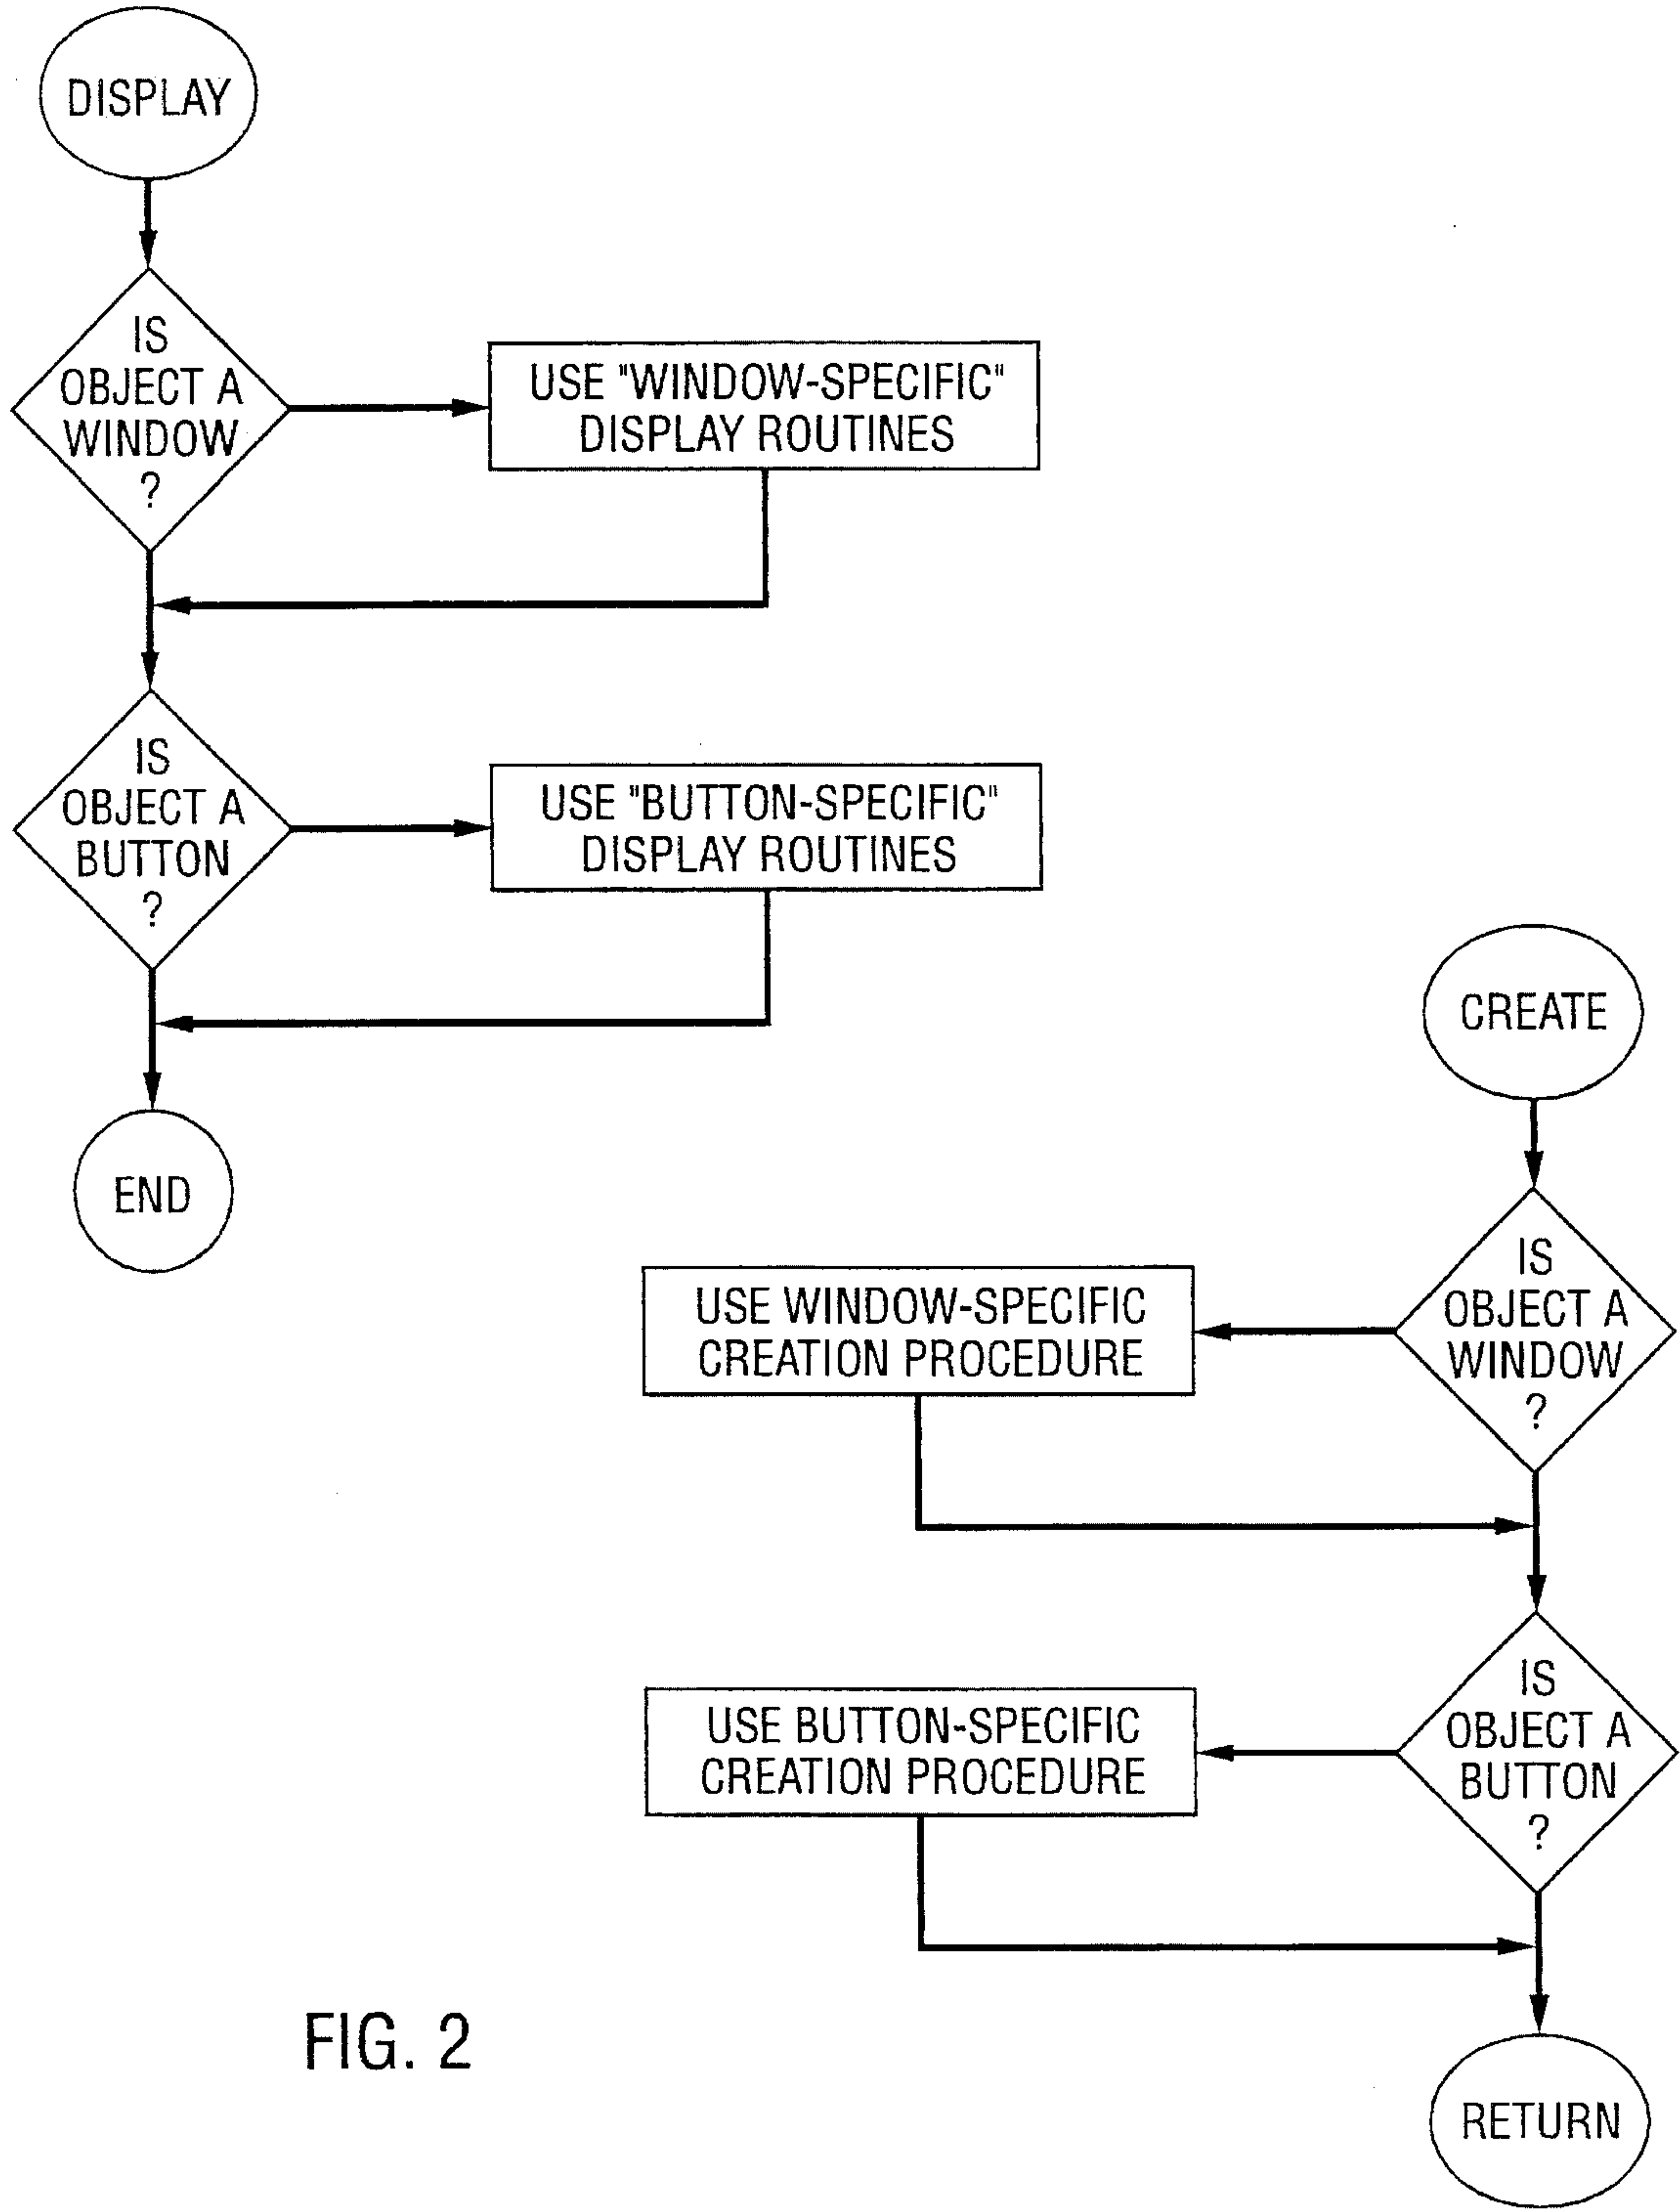 DISPLAY
IS
OBJECT A
WINDOW
?
USE "WINDOW-SPECIFIC"
DISPLAY ROUTINES
IS
OBJECT A
BUTTON
?
USE "BUTTON-SPECIFIC"
DISPLAY ROUTINES
END
CREATE
IS
OBJECT A
WINDOW
?
USE WINDOW-SPECIFIC
CREATION PROCEDURE
IS
OBJECT A
BUTTON
?
USE BUTTON-SPECIFIC
CREATION PROCEDURE
RETURN
FIG. 2